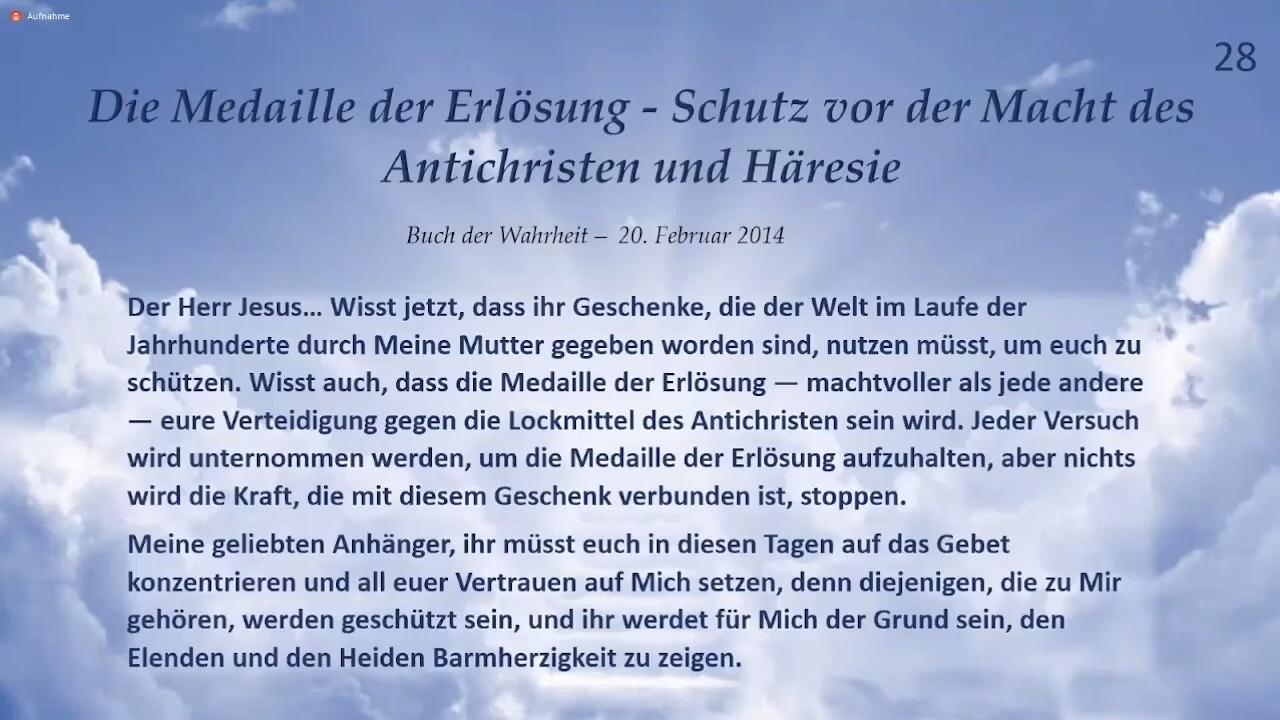 Aufnahme
28
Die Medaille der Erlösung - Schutz vor der Macht des
Antichristen und Häresie
Buch der Wahrheit – 20. Februar 2014
Der Herr Jesus... Wisst jetzt, dass ihr Geschenke, die der Welt im Laufe der
Jahrhunderte durch Meine Mutter gegeben worden sind, nutzen müsst, um euch zu
schützen. Wisst auch, dass die Medaille der Erlösung — machtvoller als jede andere
— eure Verteidigung gegen die Lockmittel des Antichristen sein wird. Jeder Versuch
wird unternommen werden, um die Medaille der Erlösung aufzuhalten, aber nichts
wird die Kraft, die mit diesem Geschenk verbunden ist, stoppen.
Meine geliebten Anhänger, ihr müsst euch in diesen Tagen auf das Gebet
konzentrieren und all euer Vertrauen auf Mich setzen, denn diejenigen, die zu Mir
gehören, werden geschützt sein, und ihr werdet für Mich der Grund sein, den
Elenden und den Heiden Barmherzigkeit zu zeigen.